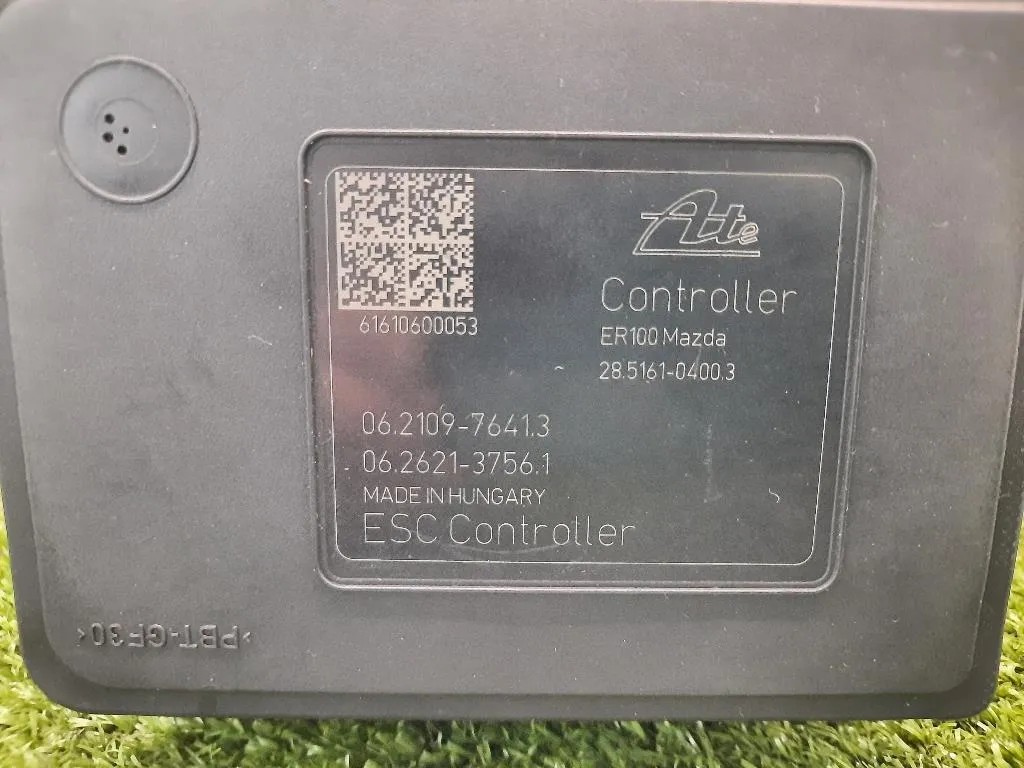 Ate
Controller
ER100 Mazda
28.5161-0400.3
61610600053
06.2109-7641.3
06.2621-3756.1
MADE IN HUNGARY
ESC Controller
>PBT-GF30<